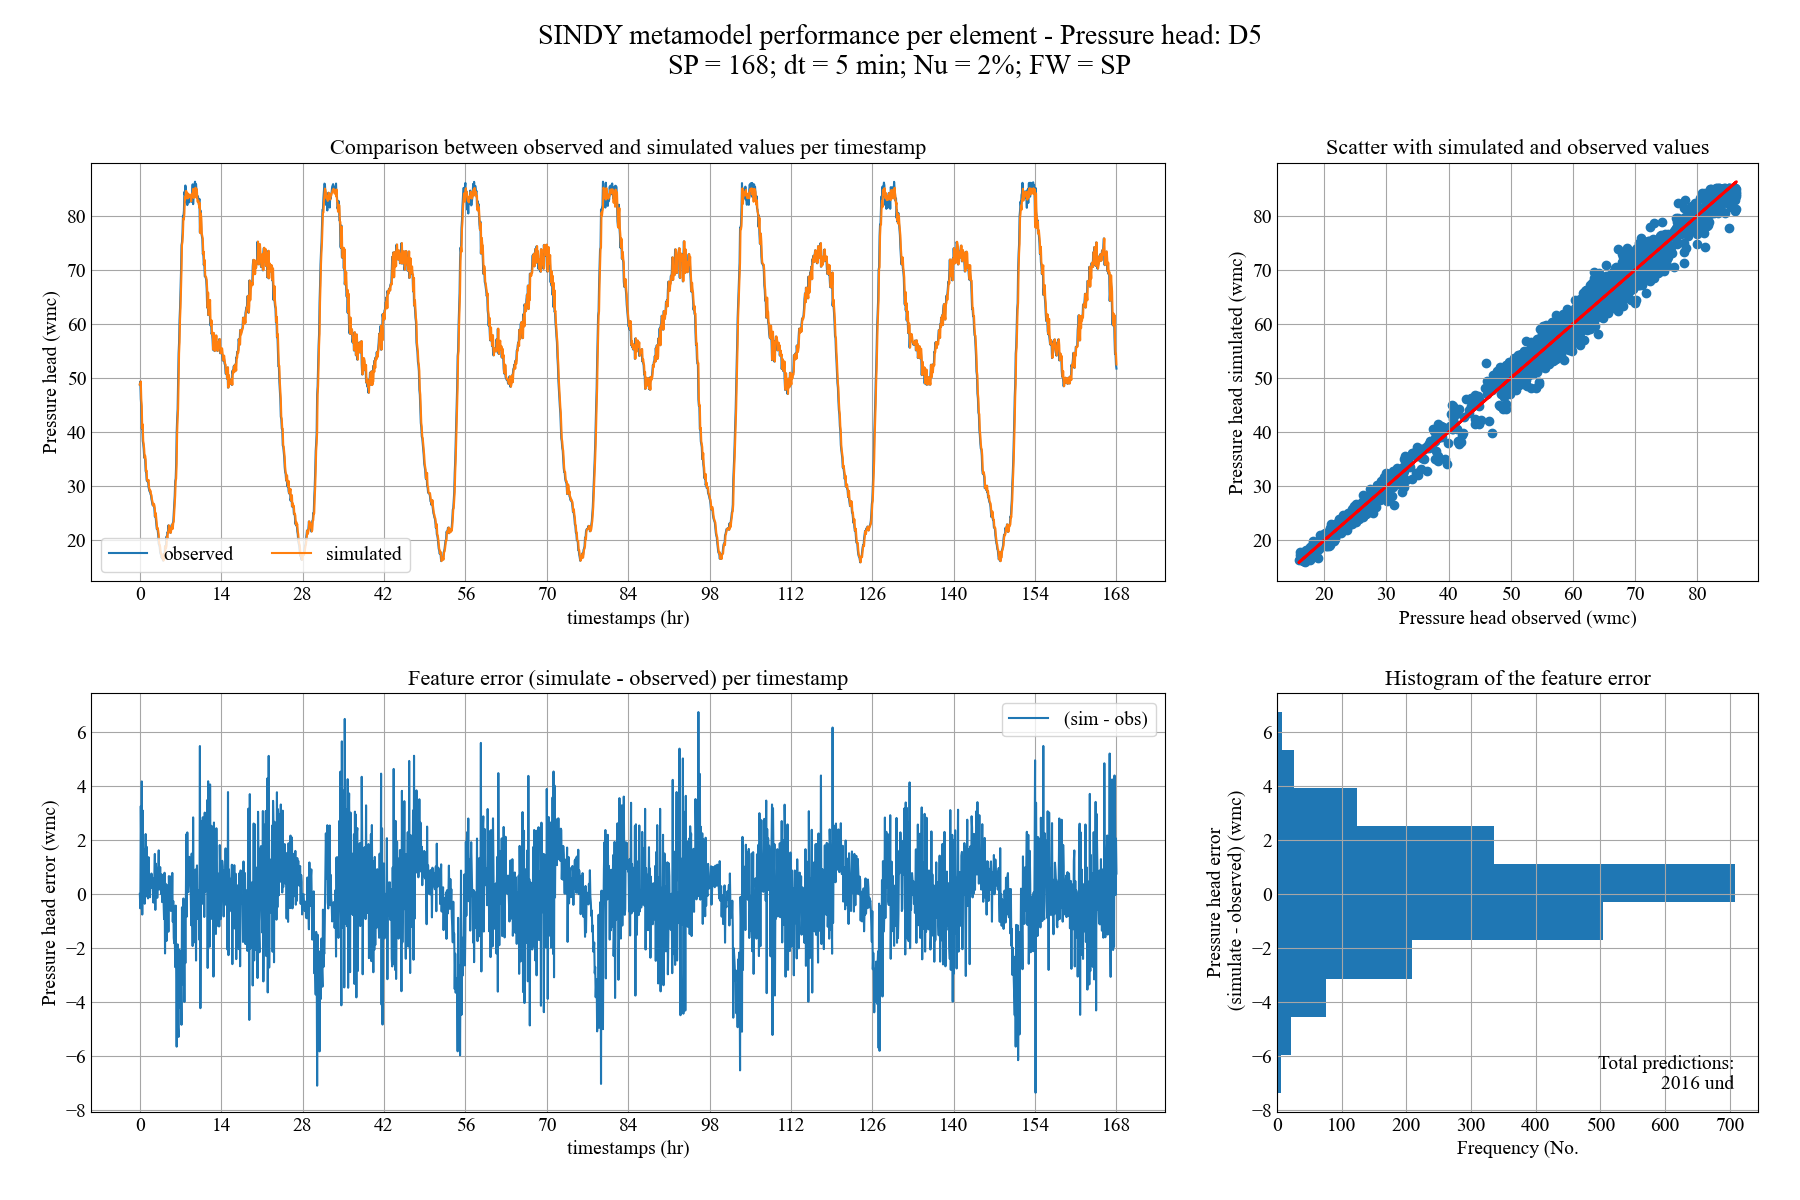 SINDY metamodel performance per element - Pressure head: D5
SP = 168; dt = 5 min; Nu = 2%; FW = SP
Comparison between observed and simulated values per timestamp
Pressure head (wmc)
80
70
60
50
40
30
20
observed
simulated
0 14 28 42 56 70 84 98 112 126 154 168
timestamps (hr)
Scatter with simulated and observed values
Pressure head simulated (wmc)
80
70
60
50
40
30
20
20 30 40 50 60 70 80
Pressure head observed (wmc)
Feature error (simulate - observed) per timestamp
Pressure head error (wmc)
6
4
2
0
−2
−4
−6
−8
(sim - obs)
0 14 28 42 56 70 84 98 112 126 140 154 168
timestamps (hr)
Histogram of the feature error
Pressure head error
(simulate - observed) (wmc)
6
4
2
0
−2
−4
−6
−8
Total predictions:
2016 und
0 100 200 300 400 500 600 700
Frequency (No.